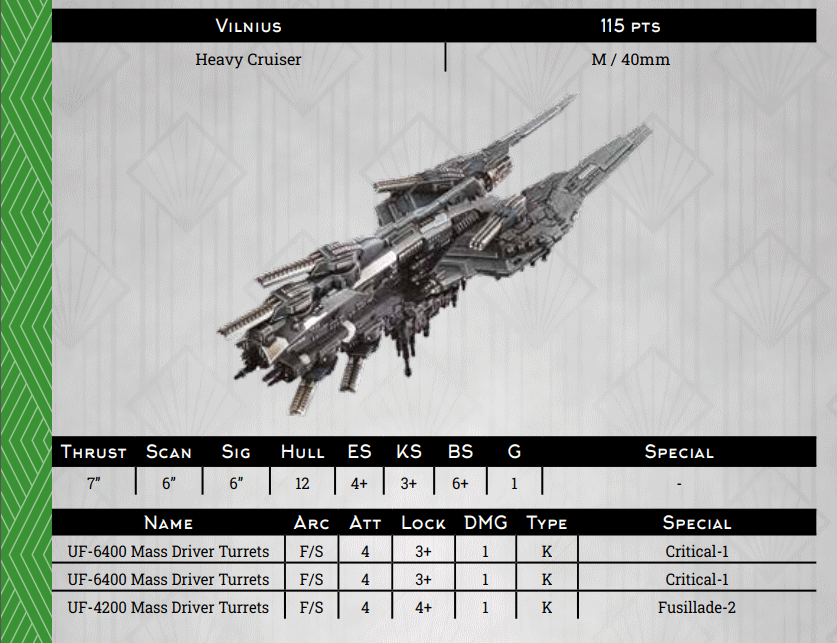 Vilnius 115 pts
Heavy Cruiser M / 40mm
Thrust Scan Sig Hull ES KS BS G Special
7” 6” 6” 12 4+ 3+ 6+ 1 -
Name Arc Att Lock DMG Type Special
UF-6400 Mass Driver Turrets F/S 4 3+ 1 K Critical-1
UF-6400 Mass Driver Turrets F/S 4 3+ 1 K Critical-1
UF-4200 Mass Driver Turrets F/S 4 4+ 1 K Fusillade-2